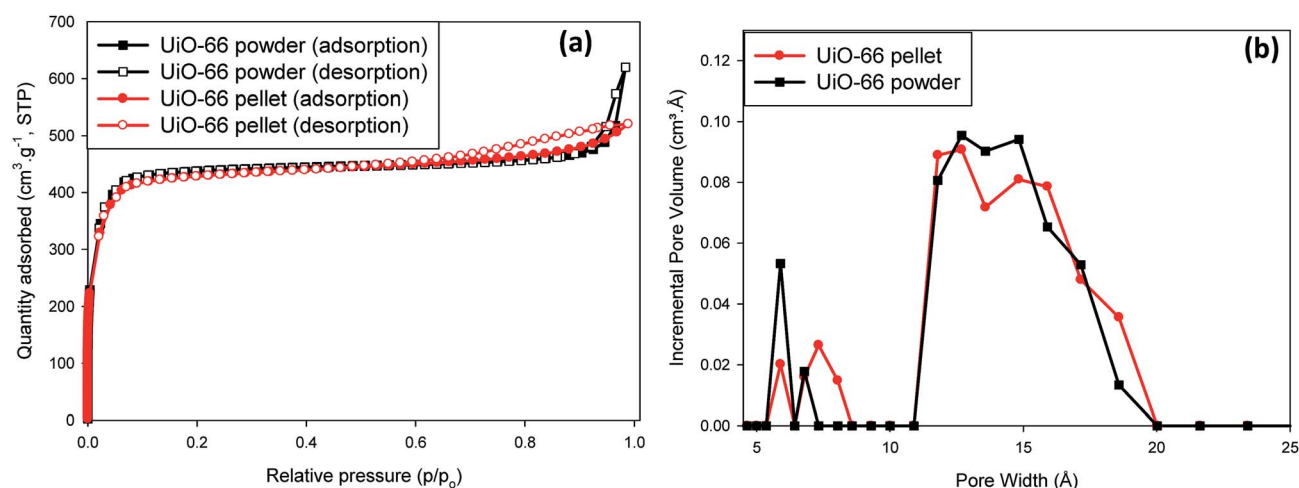 700
600
500
400
300
200
100
0
0.0 0.2 0.4 0.6 0.8 1.0
Quantity adsorbed (cm³.g⁻¹, STP)
Relative pressure (p/pₒ)
UiO-66 powder (adsorption)
UiO-66 powder (desorption)
UiO-66 pellet (adsorption)
UiO-66 pellet (desorption)
(a)
0.12
0.10
0.08
0.06
0.04
0.02
0.00
5 10 15 20 25
Incremental Pore Volume (cm³.Å)
Pore Width (Å)
UiO-66 pellet
UiO-66 powder
(b)